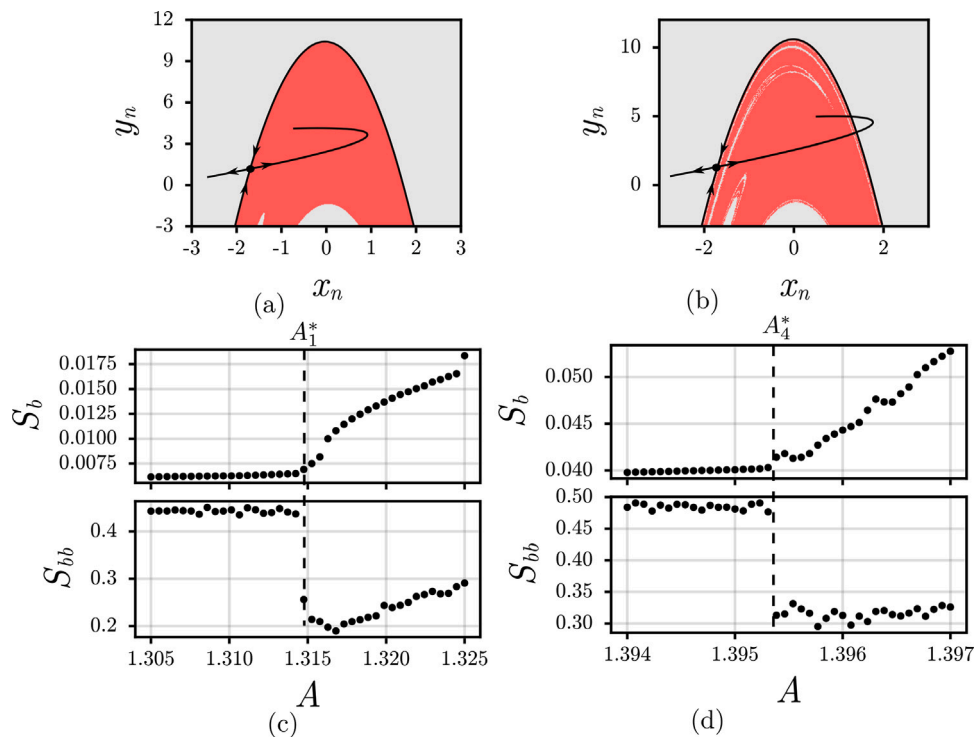 12
9
6
3
0
-3
y_n
-3 -2 -1 0 1 2 3
x_n
(a)
10
5
0
y_n
-2 0 2
x_n
(b)
A_1^*
0.0175
0.0150
0.0125
0.0100
0.0075
S_b
0.4
0.3
0.2
S_bb
1.305 1.310 1.315 1.320 1.325
A
(c)
A_4^*
0.050
0.045
0.040
S_b
0.50
0.45
0.40
0.35
0.30
S_bb
1.394 1.395 1.396 1.397
A
(d)